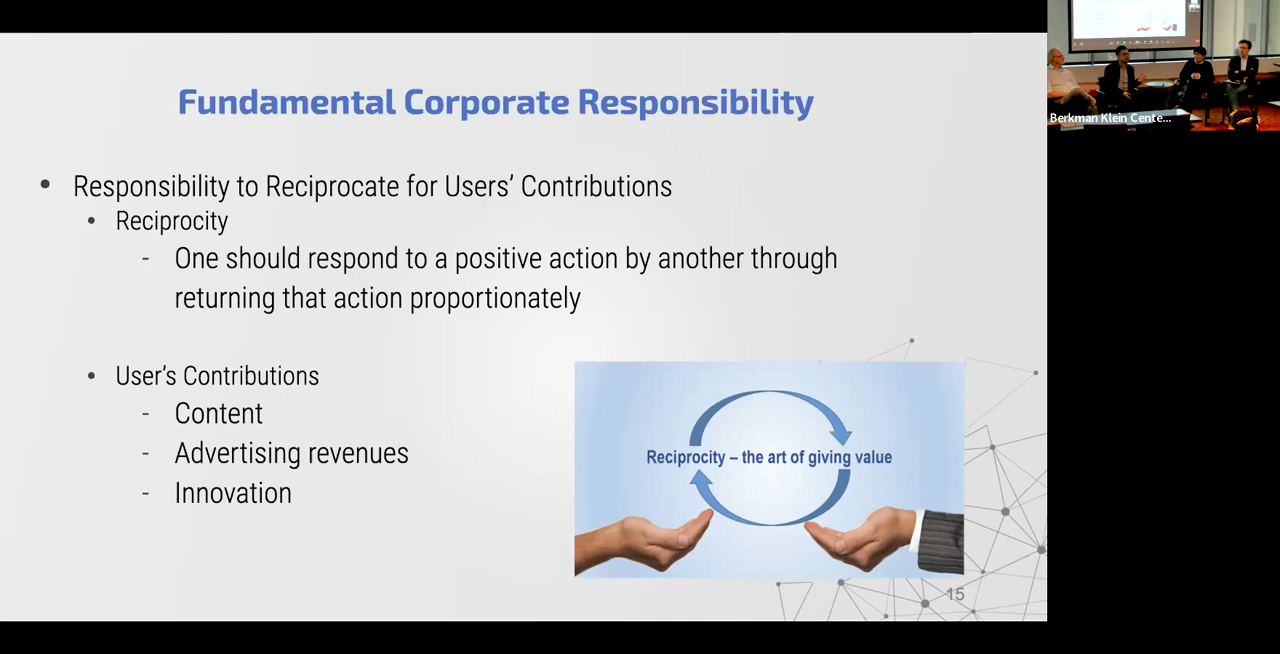 Fundamental Corporate Responsibility
• Responsibility to Reciprocate for Users' Contributions
• Reciprocity
- One should respond to a positive action by another through
returning that action proportionately
• User's Contributions
- Content
- Advertising revenues
- Innovation
Reciprocity – the art of giving value
15
Berkman Klein Cente...